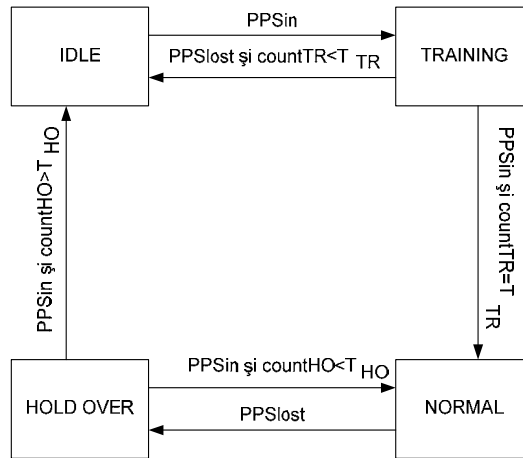 PPSin
IDLE
TRAINING
PPSlost şi countTR<T TR
PPSin şi countHO>T HO
PPSin şi countTR=T TR
PPSin şi countHO<T HO
HOLD OVER
NORMAL
PPSlost